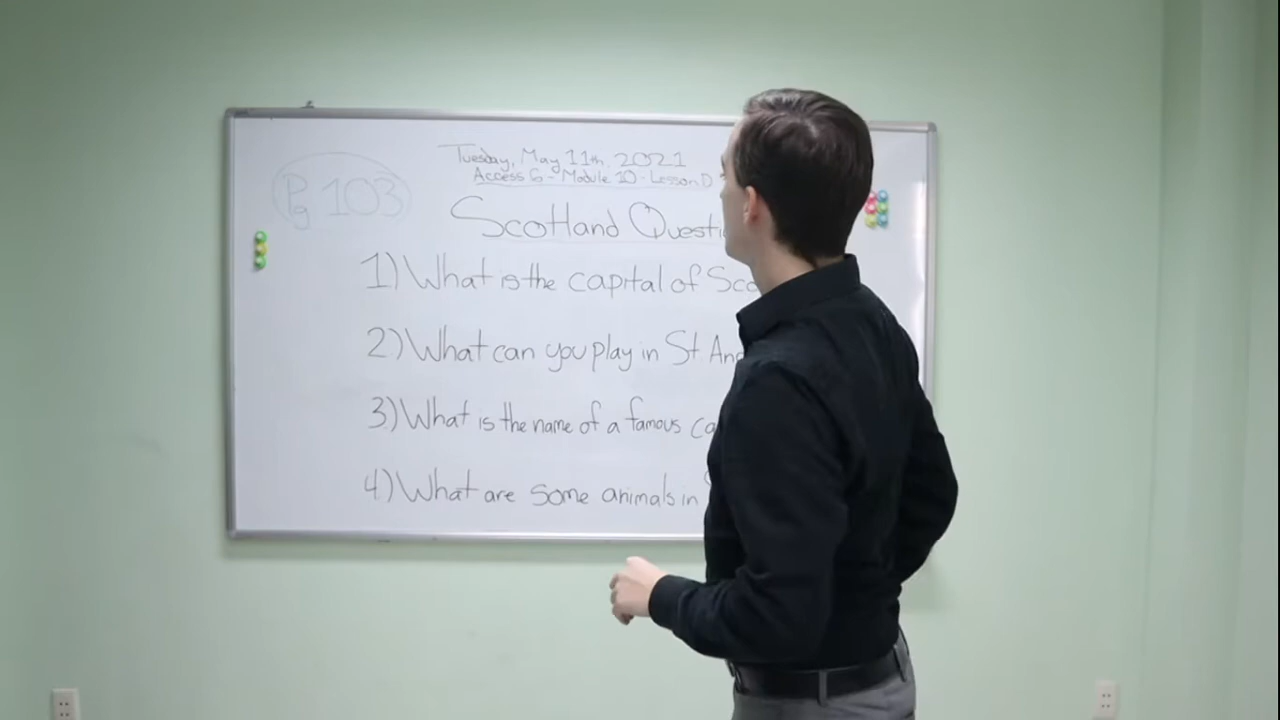 Pg 103
Tuesday, May 11th, 2021
Access 6 - Module 10 - Lesson D
Scotland Questi
1) What is the capital of Sco
2) What can you play in St And
3) What is the name of a famous ca
4) What are some animals in